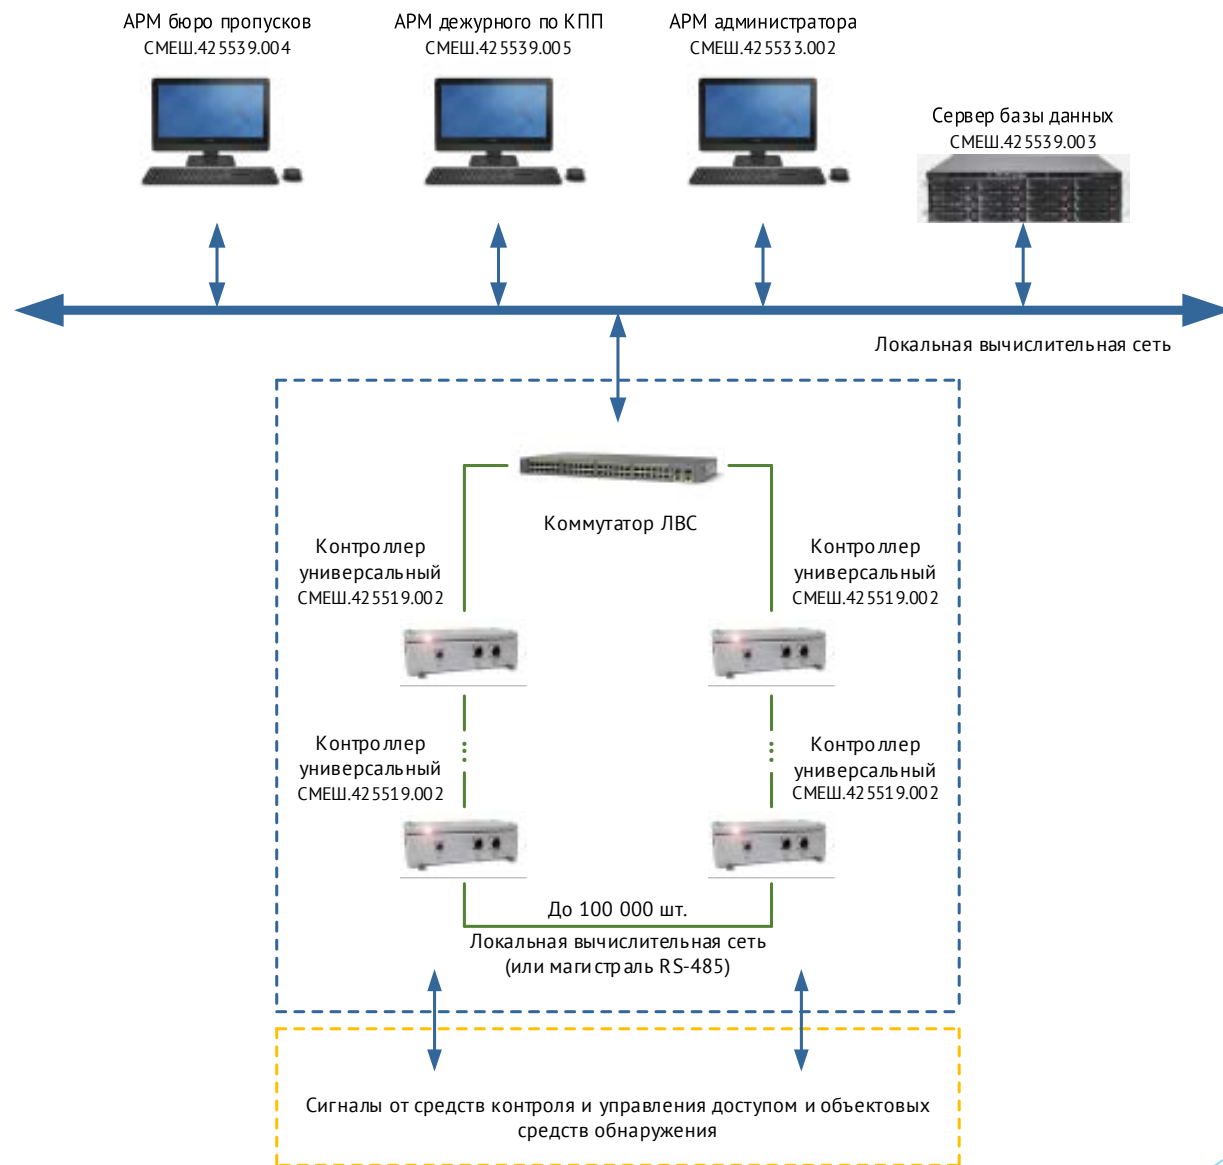 АРМ бюро пропусков
СМЕШ.425539.004
АРМ дежурного по КПП
СМЕШ.425539.005
АРМ администратора
СМЕШ.425533.002
Сервер базы данных
СМЕШ.425539.003
Локальная вычислительная сеть
Коммутатор ЛВС
Контроллер
универсальный
СМЕШ.425519.002
Контроллер
универсальный
СМЕШ.425519.002
Контроллер
универсальный
СМЕШ.425519.002
Контроллер
универсальный
СМЕШ.425519.002
До 100 000 шт.
Локальная вычислительная сеть
(или магистраль RS-485)
Сигналы от средств контроля и управления доступом и объектовых
средств обнаружения